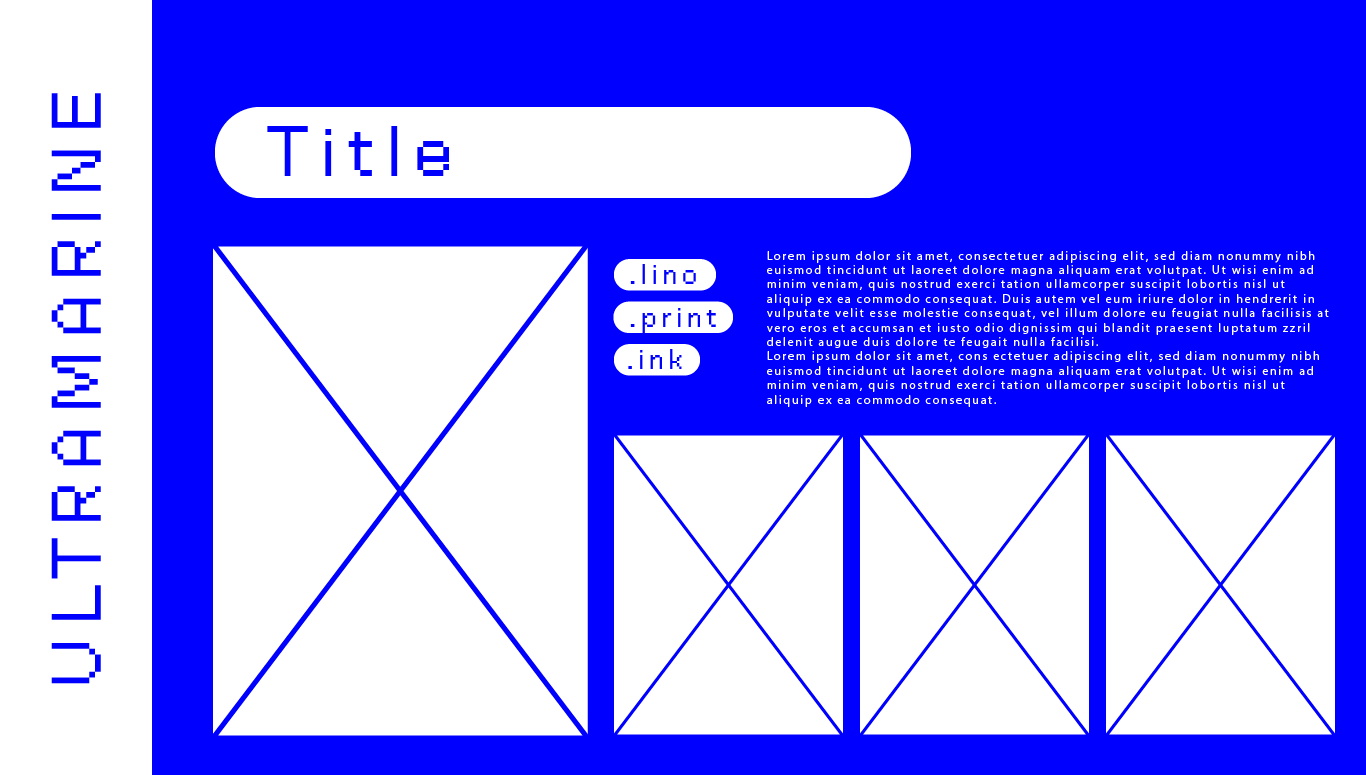 ULTRAMARINE
Title
.lino
.print
.ink
Lorem ipsum dolor sit amet, consectetuer adipiscing elit, sed diam nonummy nibh
euismod tincidunt ut laoreet dolore magna aliquam erat volutpat. Ut wisi enim ad
minim veniam, quis nostrud exerci tation ullamcorper suscipit lobortis nisl ut
aliquip ex ea commodo consequat. Duis autem vel eum iriure dolor in hendrerit in
vulputate velit esse molestie consequat, vel illum dolore eu feugiat nulla facilisis at
vero eros et accumsan et iusto odio dignissim qui blandit praesent luptatum zzril
delenit augue duis dolore te feugait nulla facilisi.
Lorem ipsum dolor sit amet, cons ectetuer adipiscing elit, sed diam nonummy nibh
euismod tincidunt ut laoreet dolore magna aliquam erat volutpat. Ut wisi enim ad
minim veniam, quis nostrud exerci tation ullamcorper suscipit lobortis nisl ut
aliquip ex ea commodo consequat.